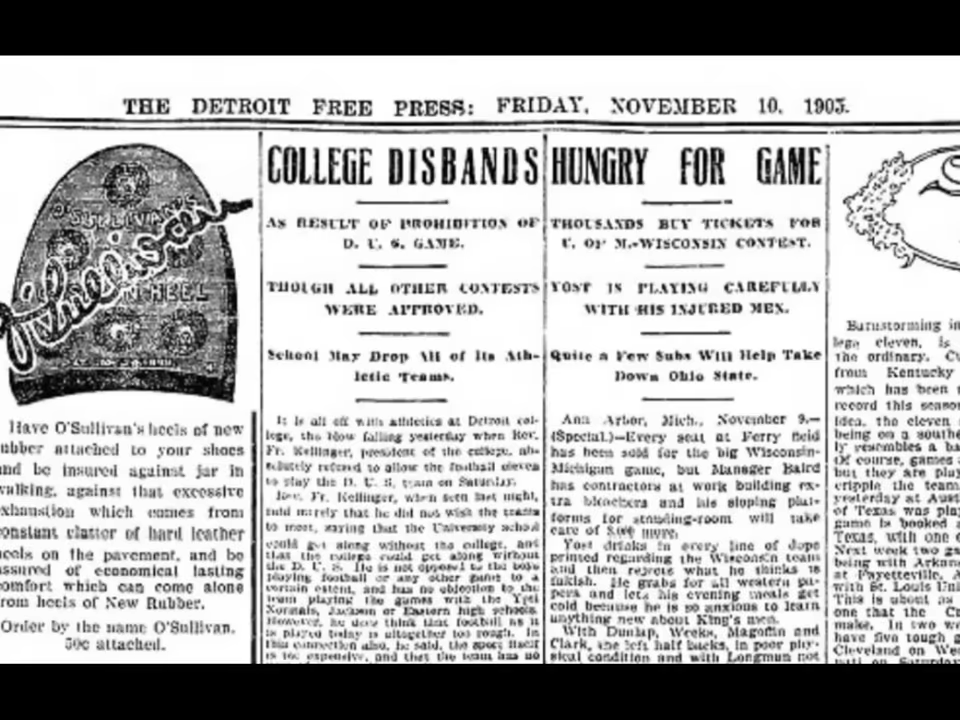 THE DETROIT FREE PRESS: FRIDAY, NOVEMBER 10, 1905.
O'SULLIVAN'S
O'Sullivan
HEEL
Have O'Sullivan's heels of new
rubber attached to your shoes
and be insured against jar in
walking, against that excessive
exhaustion which comes from
constant clatter of hard leather
heels on the pavement, and be
assured of economical lasting
comfort which can come alone
from heels of New Rubber.
Order by the name O'Sullivan.
50c attached.
COLLEGE DISBANDS
AS RESULT OF PROHIBITION OF
D. U. S. GAME.
THOUGH ALL OTHER CONTESTS
WERE APPROVED.
School May Drop All of Its Ath-
letic Teams.
It is all off with athletics at Detroit col-
lege, the blow falling yesterday when Rev.
Fr. Kellinger, president of the college, ab-
solutely refused to allow the football eleven
to play the D. U. S. team on Saturday.
Rev. Fr. Kellinger, when seen last night,
said merely that he did not wish the teams
to meet, saying that the University school
could get along without the college, and
that the college could get along without
the D. U. S. He is not opposed to the boys
playing football or any other game to a
certain extent, and has no objection to the
team playing the games with the Ypsi
Normals, Jackson or Eastern high schools.
However, he does think that football as it
is played today is altogether too rough. In
this connection also, he said, the sport itself
is too expensive, and that the team has no
HUNGRY FOR GAME
THOUSANDS BUY TICKETS FOR
U. OF M.-WISCONSIN CONTEST.
YOST IS PLAYING CAREFULLY
WITH HIS INJURED MEN.
Quite a Few Subs Will Help Take
Down Ohio State.
Ann Arbor, Mich., November 9.—
(Special.)—Every seat at Ferry field
has been sold for the big Wisconsin-
Michigan game, but Manager Baird
has contractors at work building ex-
tra bleachers and his sloping plat-
forms for standing-room will take
care of more.
Yost drinks in every line of dope
printed regarding the Wisconsin team
and then regrets what he thinks is
fakish. He grabs for all western pa-
pers and lets his evening meals get
cold because he is so anxious to learn
anything new about King's men.
With Dunlap, Weeks, Magoffin and
Clark, the left half backs, in poor phy-
sical condition and with Longman not
Barnstorming in
lege eleven, is
the ordinary.
from Kentucky
which has been
record this season
idea, the eleven
being on a southe
ly resembles a ba
Of course, games
but they are play
cripple the team.
yesterday at Aust
of Texas was play
game is booked
Texas, with one
Next week two ga
being with Arkan
at Fayetteville, A
with St. Louis Uni
This is about as
one that the
make. In two we
have five tough g
Cleveland on We
on Saturday